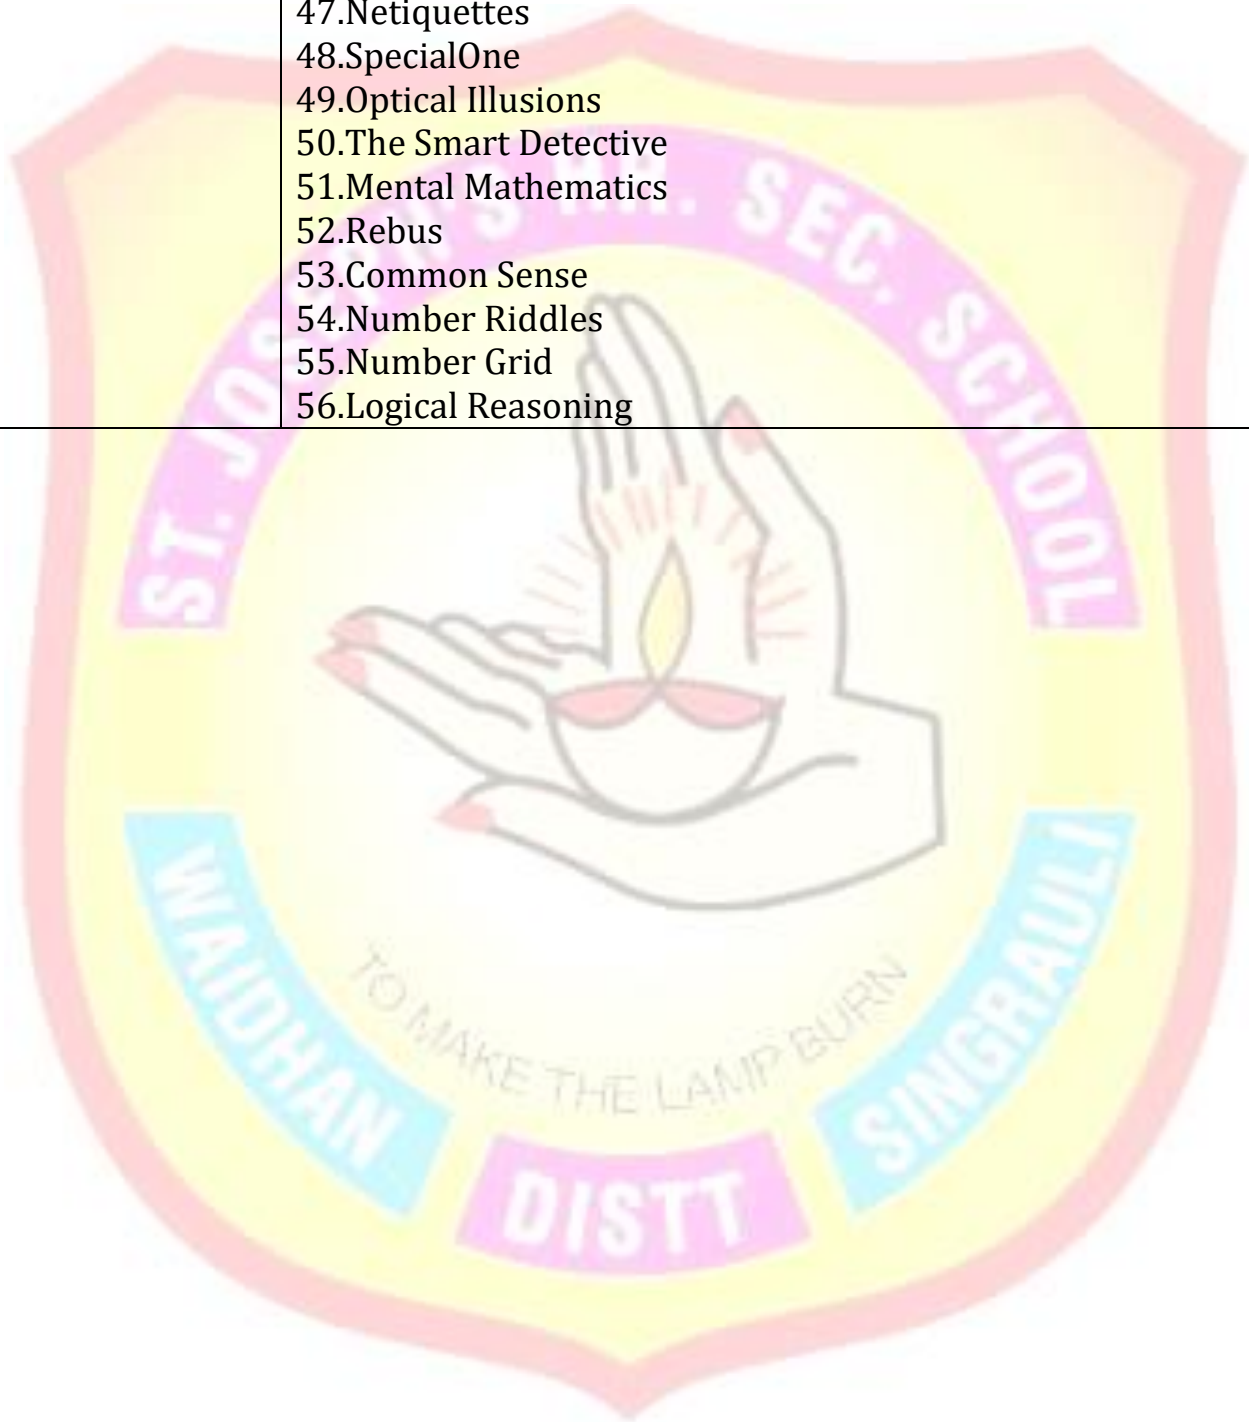 47.Netiquettes
48.SpecialOne
49.Optical Illusions
50.The Smart Detective
51.Mental Mathematics
52.Rebus
53.Common Sense
54.Number Riddles
55.Number Grid
56.Logical Reasoning
ST. JOSEPH'S HR. SEC. SCHOOL
WAIDHAN
DISTT
SINGRAULI
TO MAKE THE LAMP BURN